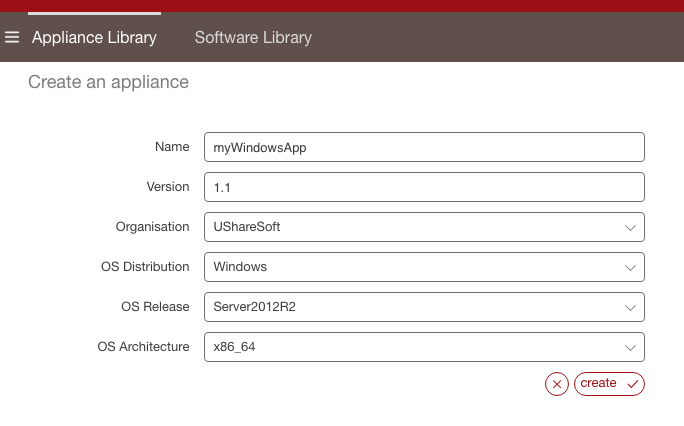 Appliance Library Software Library
Create an appliance
Name myWindowsApp
Version 1.1
Organisation UShareSoft
OS Distribution Windows
OS Release Server2012R2
OS Architecture x86_64
create